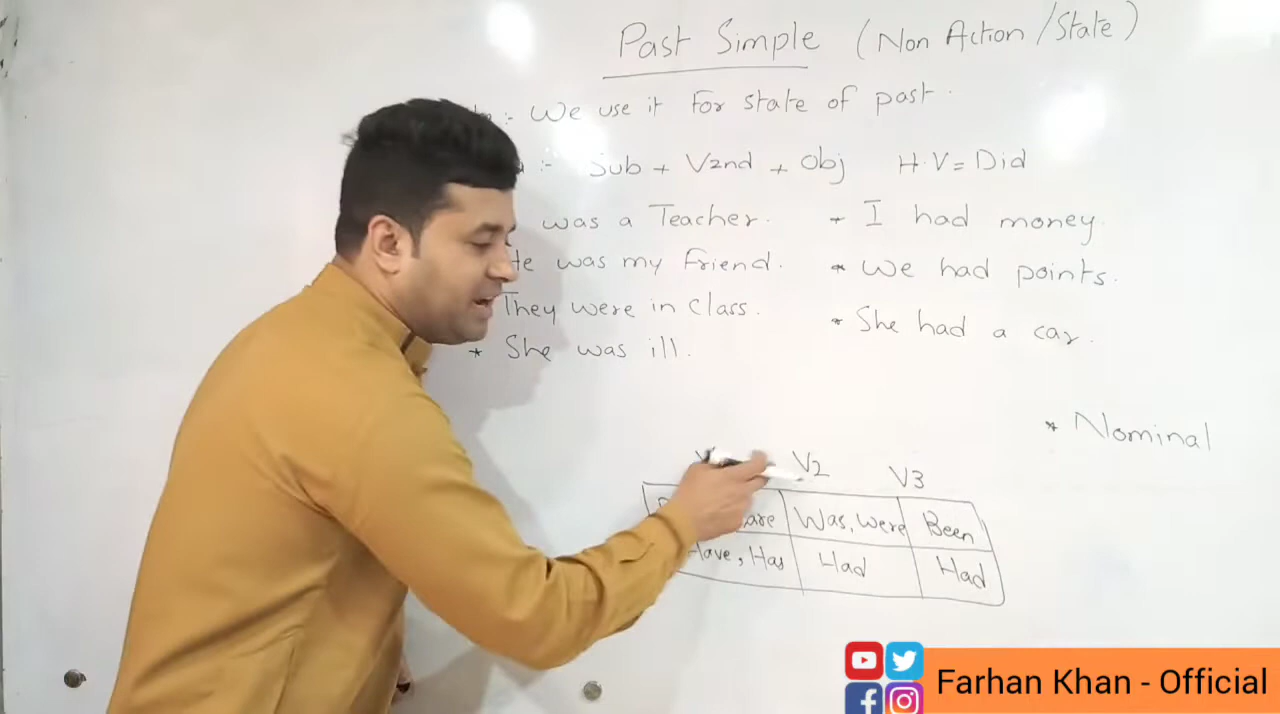 Past Simple (Non Action/State)
:- We use it for state of past.
:- Sub + V2nd + Obj H.V = Did
was a Teacher.
* I had money.
He was my friend.
* We had points.
They were in class.
* She had a car.
* She was ill.
* Nominal
V2 V3
are Was, were Been
Have, Has Had Had
Farhan Khan - Official